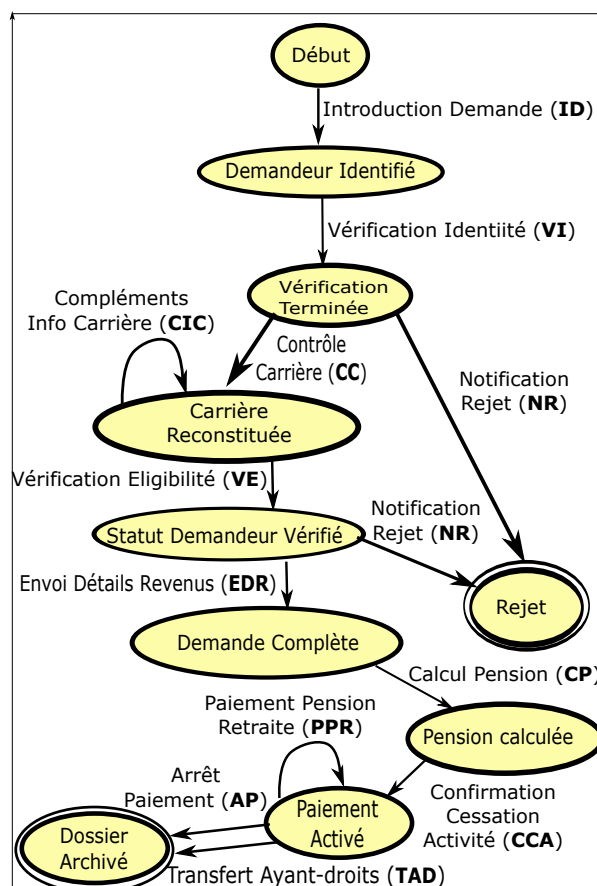 Début
Introduction Demande (ID)
Demandeur Identifié
Vérification Identiité (VI)
Vérification
Terminée
Compléments
Info Carrière (CIC)
Contrôle
Carrière (CC)
Notification
Rejet (NR)
Carrière
Reconstituée
Vérification Eligibilité (VE)
Notification
Rejet (NR)
Statut Demandeur Vérifié
Envoi Détails Revenus (EDR)
Rejet
Demande Complète
Calcul Pension (CP)
Paiement Pension
Retraite (PPR)
Pension calculée
Arrêt
Paiement (AP)
Confirmation
Cessation
Activité (CCA)
Paiement
Activé
Dossier
Archivé
Transfert Ayant-droits (TAD)